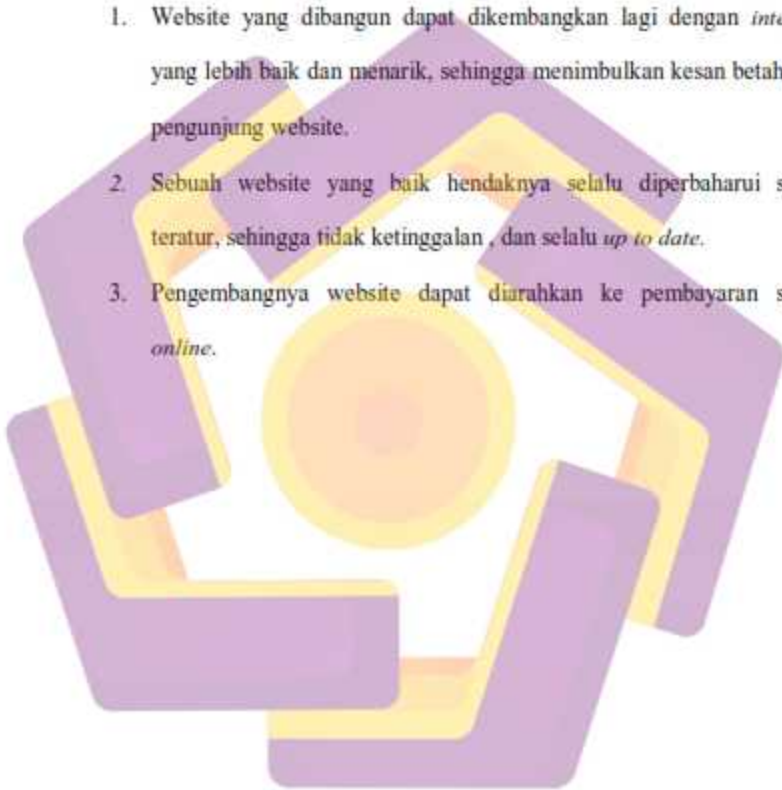 1. Website yang dibangun dapat dikembangkan lagi dengan inte
yang lebih baik dan menarik, sehingga menimbulkan kesan betah
pengunjung website.
2. Sebuah website yang baik hendaknya selalu diperbaharui s
teratur, sehingga tidak ketinggalan , dan selalu up to date.
3. Pengembangnya website dapat diarahkan ke pembayaran s
online.